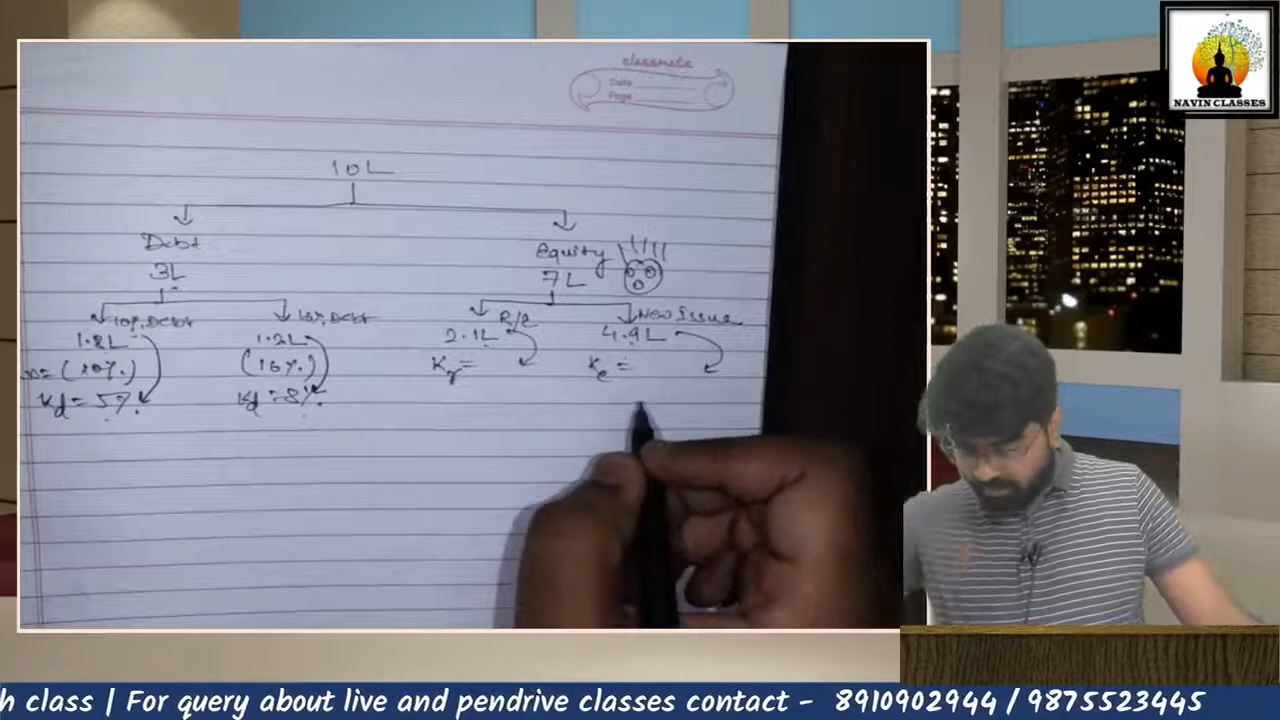 classmate
Date
Page
10L
Debt
Equity
3L
7L
10% Debt
16% Debt
R/E
New Issue
1.8L
1.2L
2.1L
4.9L
(10%)
(16%)
Kr =
Ke =
Kd = 5%
Kd = 8%
NAVIN CLASSES
h class | For query about live and pendrive classes contact - 8910902944 / 9875523445